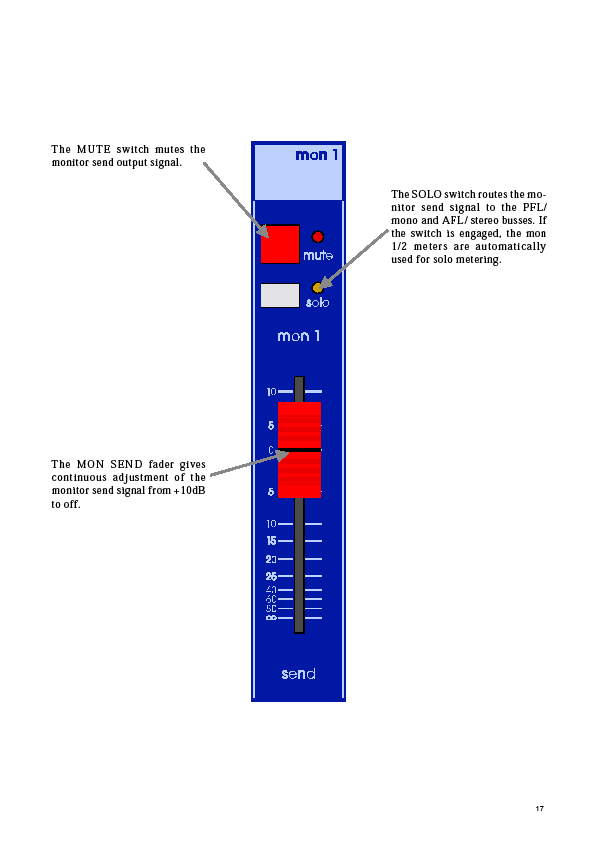 The MUTE switch mutes the
monitor send output signal.
The SOLO switch routes the mo-
nitor send signal to the PFL/
mono and AFL/ stereo busses. If
the switch is engaged, the mon
1/2 meters are automatically
used for solo metering.
The MON SEND fader gives
continuous adjustment of the
monitor send signal from +10dB
to off.
mon 1
mute
solo
mon 1
10
5
0
5
10
15
20
25
40
60
50
∞
send
17